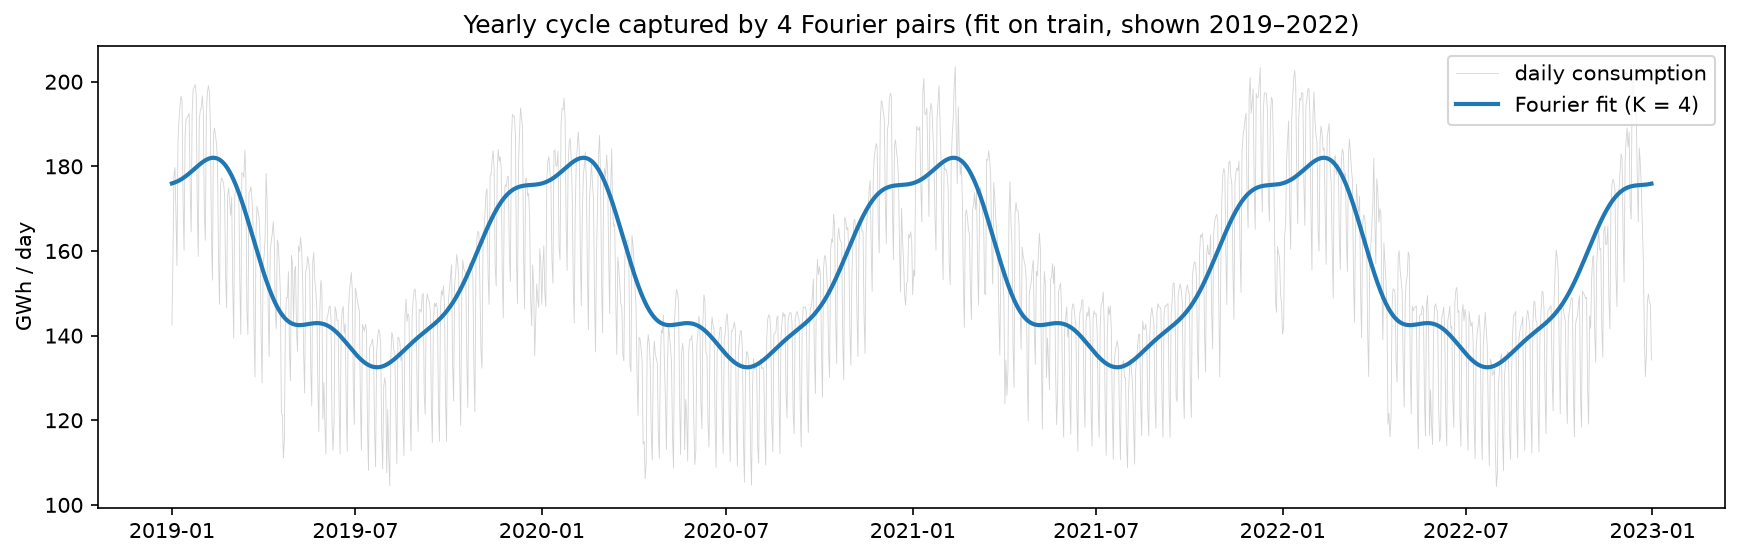 Yearly cycle captured by 4 Fourier pairs (fit on train, shown 2019–2022)
daily consumption
Fourier fit (K = 4)
GWh / day
200
180
160
140
120
100
2019-01 2019-07 2020-01 2020-07 2021-01 2021-07 2022-01 2022-07 2023-01